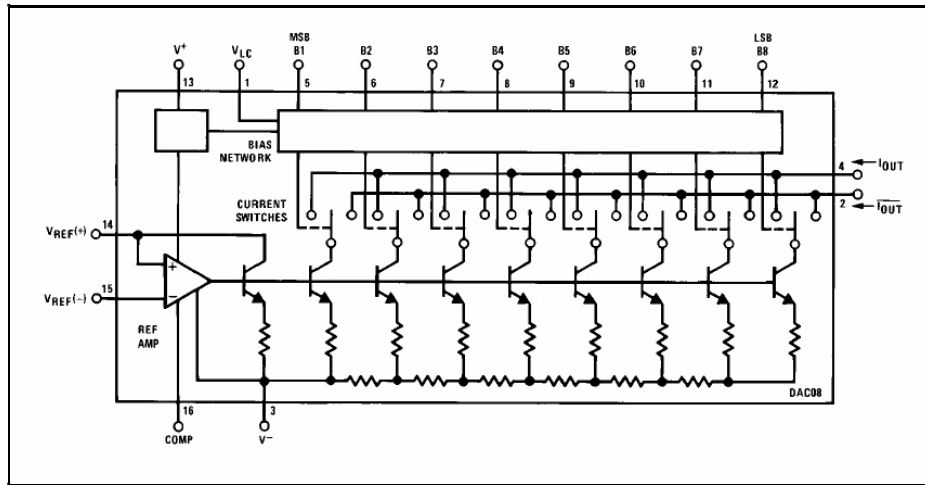 MSB LSB
V+ VLC B1 B2 B3 B4 B5 B6 B7 B8
13 1 5 6 7 8 9 10 11 12
BIAS
NETWORK
4 IOUT
CURRENT
SWITCHES
2 IOUT
14
VREF(+)
+
15
VREF(−)
−
REF
AMP
DAC08
16 3
COMP V−